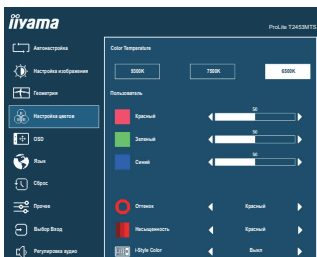 iiyama
ProLite T2453MTS
Автонастройка
Color Temperature
Настройка изображения
9300K 7500K 6500K
Геометрия
Пользователь
Настройка цветов
Красный 50
OSD
Зеленый 50
Язык
Синий 50
Сброс
Прочее
Оттенок Красный
Выбор Вход
Насыщенность Красный
Регулировка аудио
i-Style Color Выкл